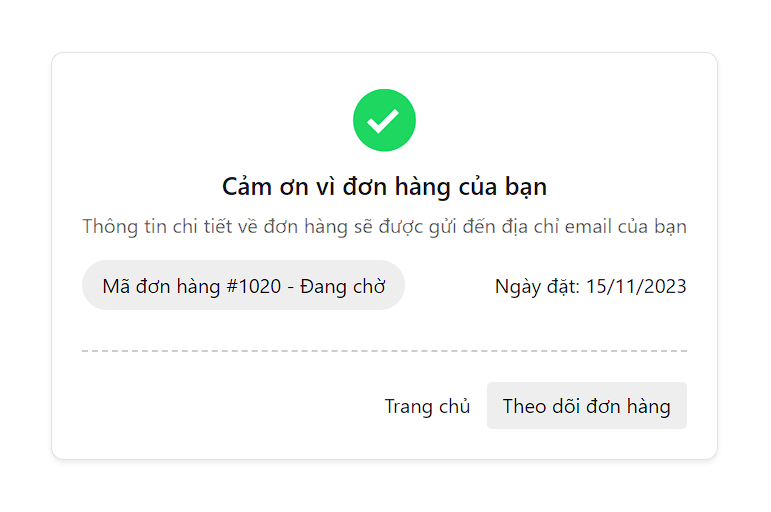 Cảm ơn vì đơn hàng của bạn
Thông tin chi tiết về đơn hàng sẽ được gửi đến địa chỉ email của bạn
Mã đơn hàng #1020 - Đang chờ
Ngày đặt: 15/11/2023
Trang chủ
Theo dõi đơn hàng